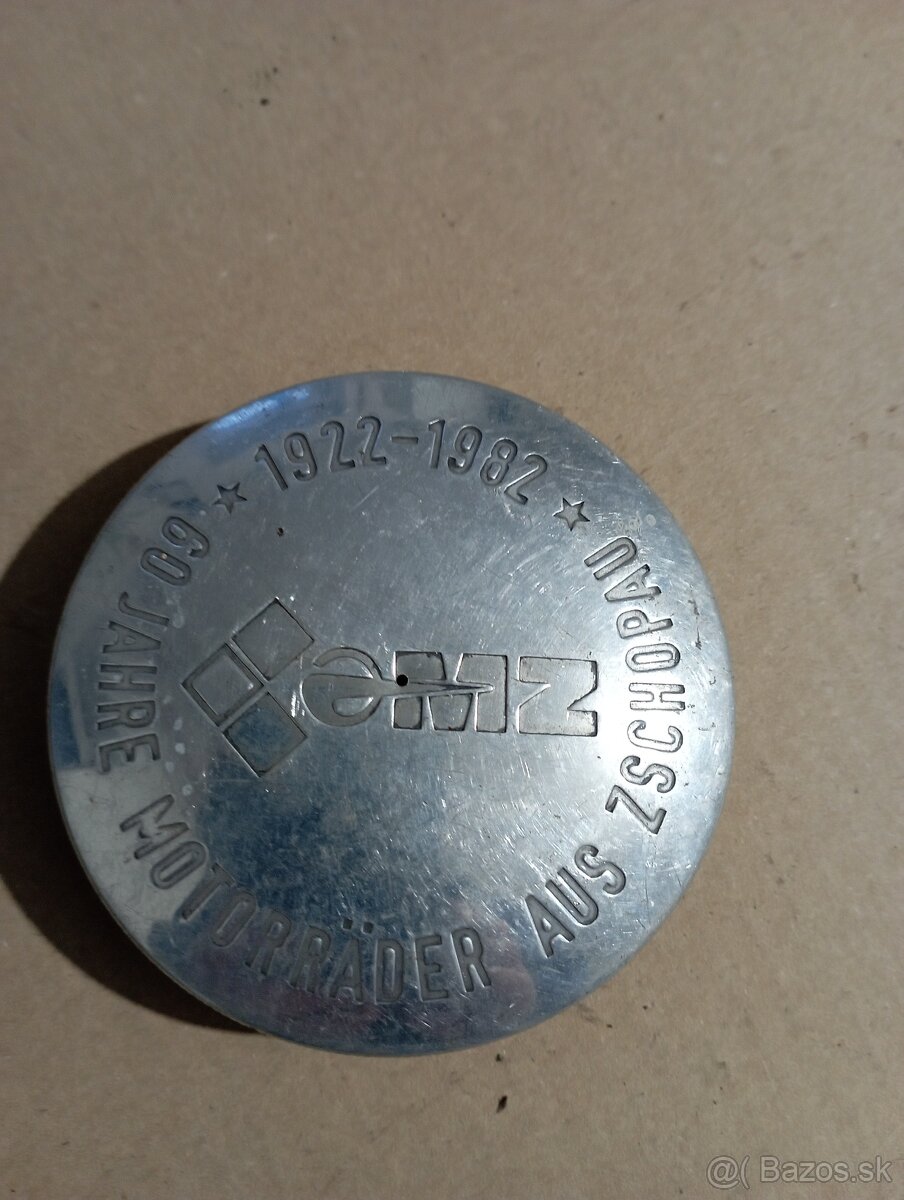 ★ 1922-1982 ★
60 JAHRE MOTORRÄDER AUS ZSCHOPAU
MZ
@( Bazos.sk